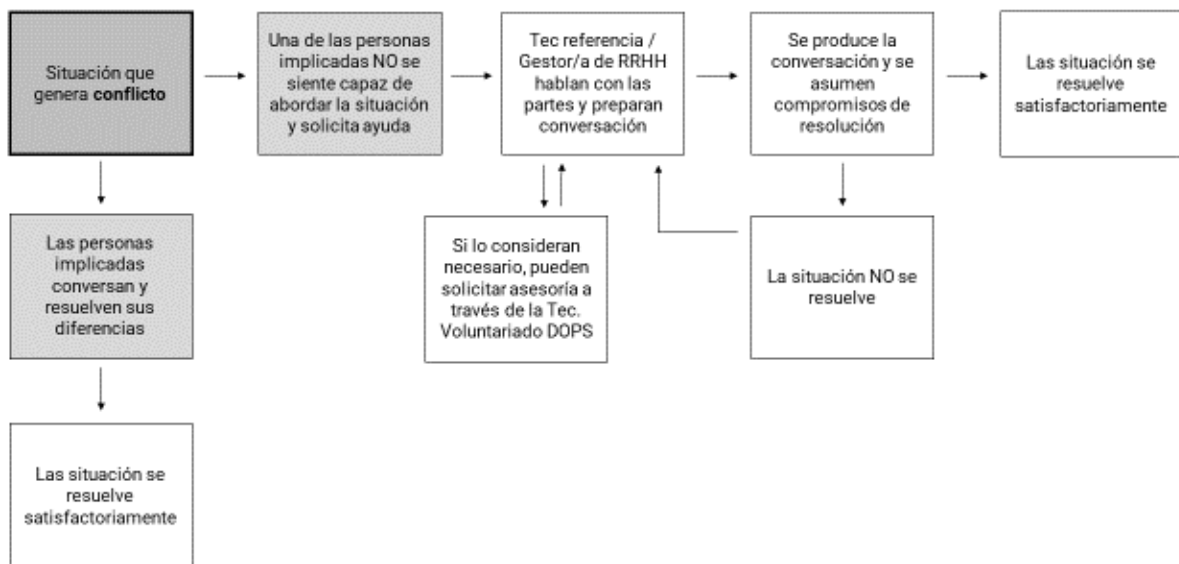 Situación que
genera conflicto
Una de las personas
implicadas NO se
siente capaz de
abordar la situación
y solicita ayuda
Tec referencia /
Gestor/a de RRHH
hablan con las
partes y preparan
conversación
Se produce la
conversación y se
asumen
compromisos de
resolución
Las situación se
resuelve
satisfactoriamente
Las personas
implicadas
conversan y
resuelven sus
diferencias
Si lo consideran
necesario, pueden
solicitar asesoría a
través de la Tec.
Voluntariado DOPS
La situación NO se
resuelve
Las situación se
resuelve
satisfactoriamente